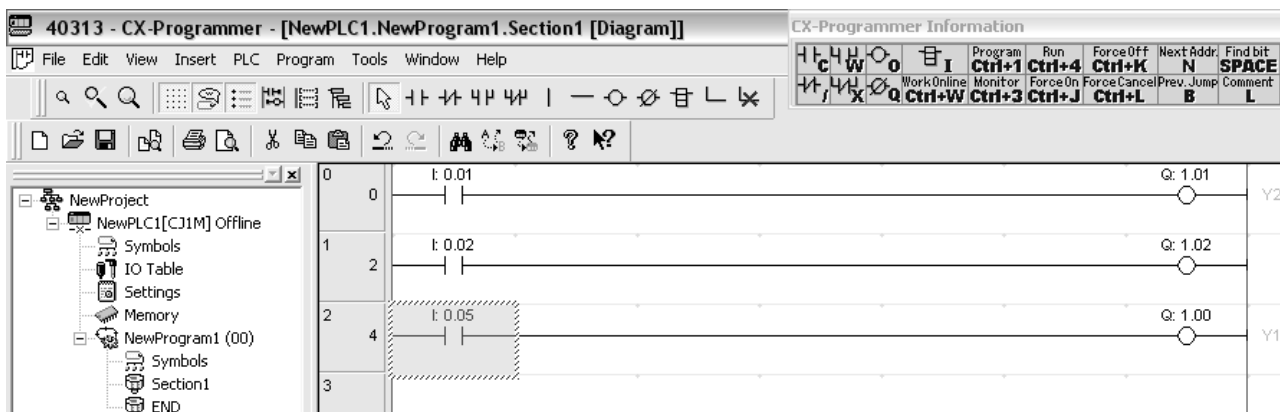 40313 - CX-Programmer - [NewPLC1.NewProgram1.Section1 [Diagram]]
File Edit View Insert PLC Program Tools Window Help
CX-Programmer Information
C W O I Program Ctrl+1 Run Ctrl+4 Force Off Ctrl+K Next Addr. N Find bit SPACE
/ X Q Work Online Ctrl+W Monitor Ctrl+3 Force On Ctrl+J Force Cancel Ctrl+L Prev. Jump B Comment L
NewProject
NewPLC1[CJ1M] Offline
Symbols
IO Table
Settings
Memory
NewProgram1 (00)
Symbols
Section1
END
0 I: 0.01 Q: 1.01
0 Y2
1 I: 0.02 Q: 1.02
2
2 I: 0.05 Q: 1.00
4 Y1
3